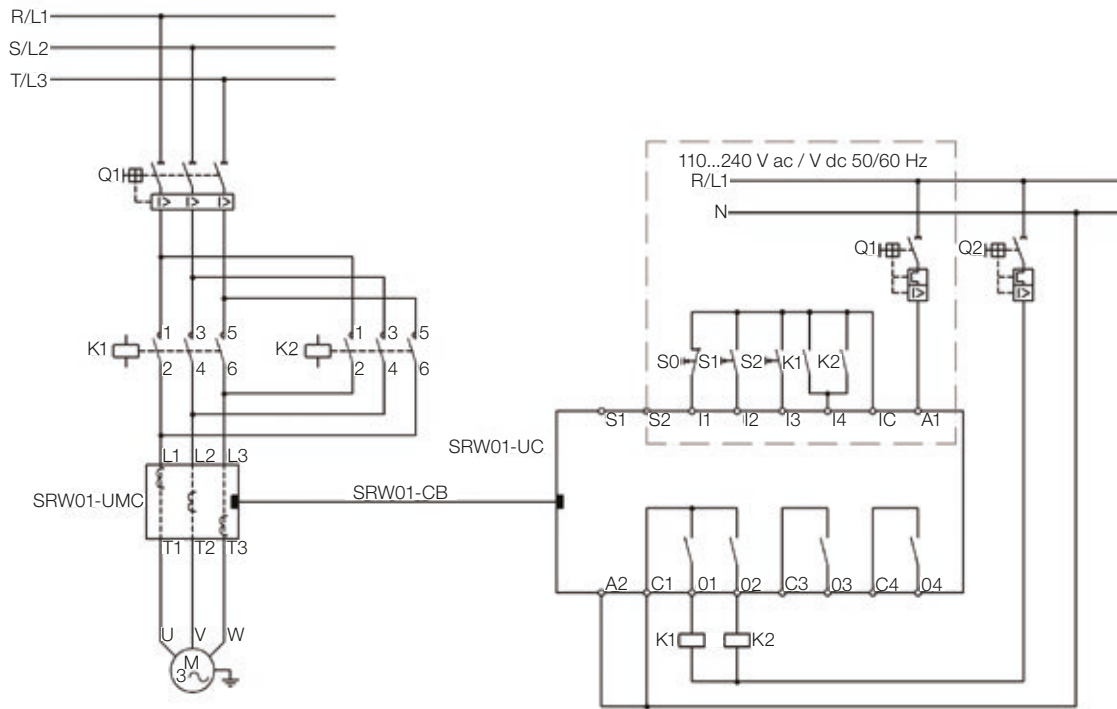 R/L1
S/L2
T/L3
110...240 V ac / V dc 50/60 Hz
R/L1
N
Q1
I> I> I>
Q1
Q2
I>
I>
1 3 5
1 3 5
K1
K2
2 4 6
2 4 6
S0 S1 S2 K1 K2
S1 S2 I1 I2 I3 I4 IC A1
SRW01-UC
L1 L2 L3
SRW01-UMC
SRW01-CB
T1 T2 T3
A2 C1 01 02 C3 03 C4 04
U V W
K1
K2
M
3